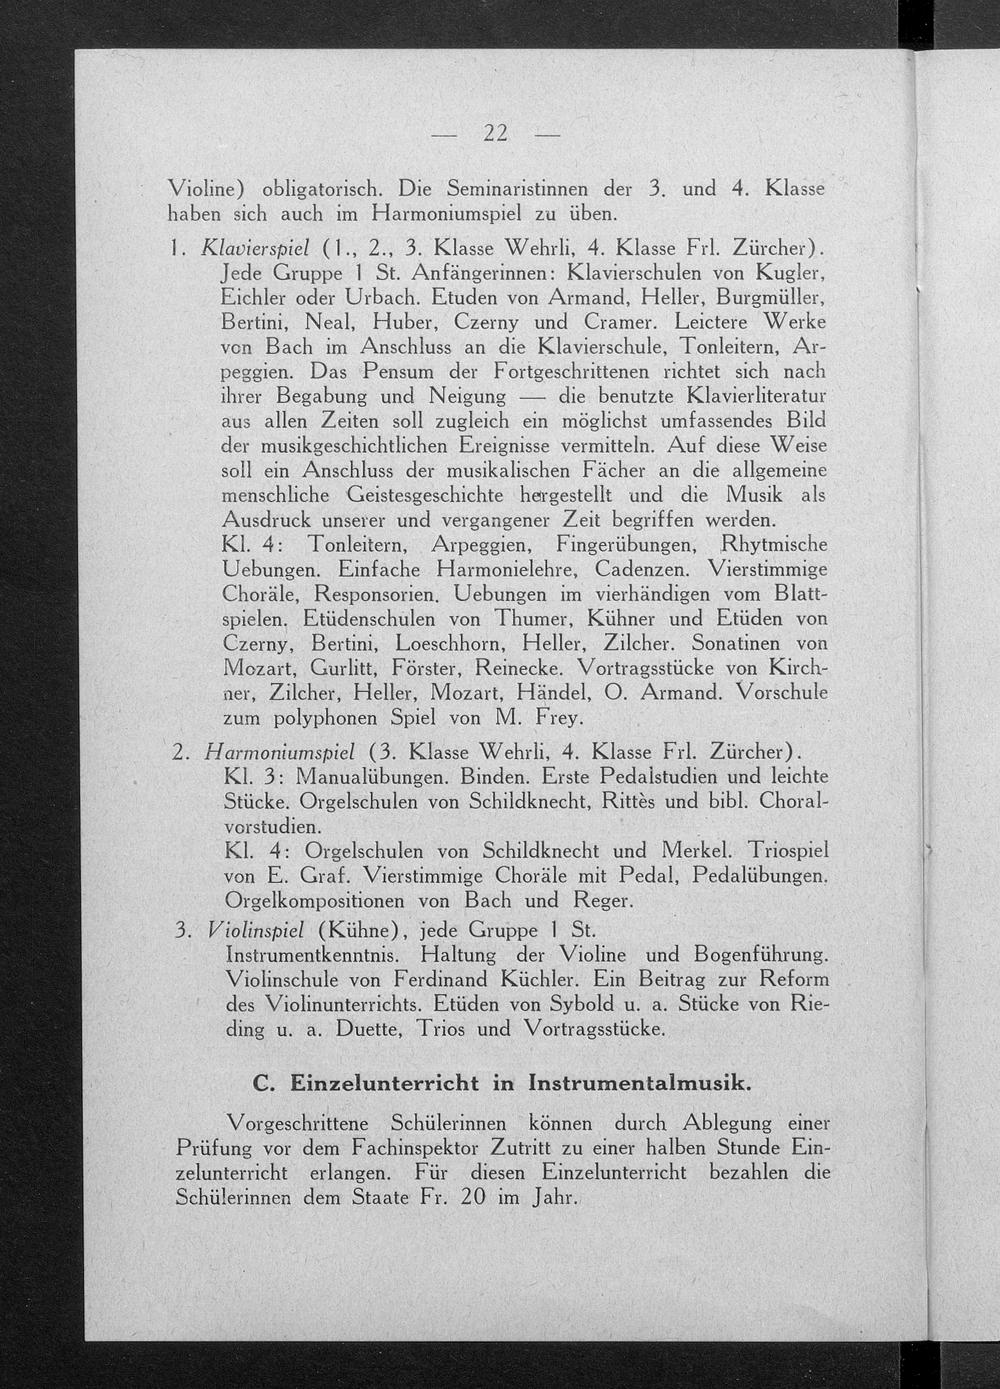 — 22 —
Violine) obligatorisch. Die Seminaristinnen der 3. und 4. Klasse
haben sich auch im Harmoniumspiel zu üben.
1. Klavierspiel (1., 2., 3. Klasse Wehrli, 4. Klasse Frl. Zürcher).
Jede Gruppe 1 St. Anfängerinnen: Klavierschulen von Kugler,
Eichler oder Urbach. Etuden von Armand, Heller, Burgmüller,
Bertini, Neal, Huber, Czerny und Cramer. Leictere Werke
von Bach im Anschluss an die Klavierschule, Tonleitern, Ar-
peggien. Das Pensum der Fortgeschrittenen richtet sich nach
ihrer Begabung und Neigung — die benutzte Klavierliteratur
aus allen Zeiten soll zugleich ein möglichst umfassendes Bild
der musikgeschichtlichen Ereignisse vermitteln. Auf diese Weise
soll ein Anschluss der musikalischen Fächer an die allgemeine
menschliche Geistesgeschichte hergestellt und die Musik als
Ausdruck unserer und vergangener Zeit begriffen werden.
Kl. 4: Tonleitern, Arpeggien, Fingerübungen, Rhytmische
Uebungen. Einfache Harmonielehre, Cadenzen. Vierstimmige
Choräle, Responsorien. Uebungen im vierhändigen vom Blatt-
spielen. Etüdenschulen von Thumer, Kühner und Etüden von
Czerny, Bertini, Loeschhorn, Heller, Zilcher. Sonatinen von
Mozart, Gurlitt, Förster, Reinecke. Vortragsstücke von Kirch-
ner, Zilcher, Heller, Mozart, Händel, O. Armand. Vorschule
zum polyphonen Spiel von M. Frey.
2. Harmoniumspiel (3. Klasse Wehrli, 4. Klasse Frl. Zürcher).
Kl. 3: Manualübungen. Binden. Erste Pedalstudien und leichte
Stücke. Orgelschulen von Schildknecht, Rittès und bibl. Choral-
vorstudien.
Kl. 4: Orgelschulen von Schildknecht und Merkel. Triospiel
von E. Graf. Vierstimmige Choräle mit Pedal, Pedalübungen.
Orgelkompositionen von Bach und Reger.
3. Violinspiel (Kühne), jede Gruppe 1 St.
Instrumentkenntnis. Haltung der Violine und Bogenführung.
Violinschule von Ferdinand Küchler. Ein Beitrag zur Reform
des Violinunterrichts. Etüden von Sybold u. a. Stücke von Rie-
ding u. a. Duette, Trios und Vortragsstücke.
C. Einzelunterricht in Instrumentalmusik.
Vorgeschrittene Schülerinnen können durch Ablegung einer
Prüfung vor dem Fachinspektor Zutritt zu einer halben Stunde Ein-
zelunterricht erlangen. Für diesen Einzelunterricht bezahlen die
Schülerinnen dem Staate Fr. 20 im Jahr.